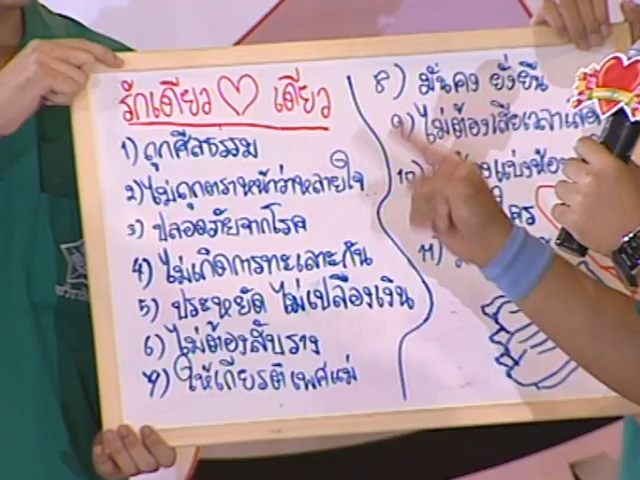 รักเดียว ♡ เดียว
1) ถูกศีลธรรม
2) ไม่ถูกตราหน้าว่าหลายใจ
3) ปลอดภัยจากโรค
4) ไม่เกิดการทะเลาะกัน
5) ประหยัด ไม่เปลืองเงิน
6) ไม่ต้องสับราง
7) ให้เกียรติเพศแม่
8) มั่นคง ยั่งยืน
9) ไม่ต้องเสียเวลา
10)
ใคร
11)